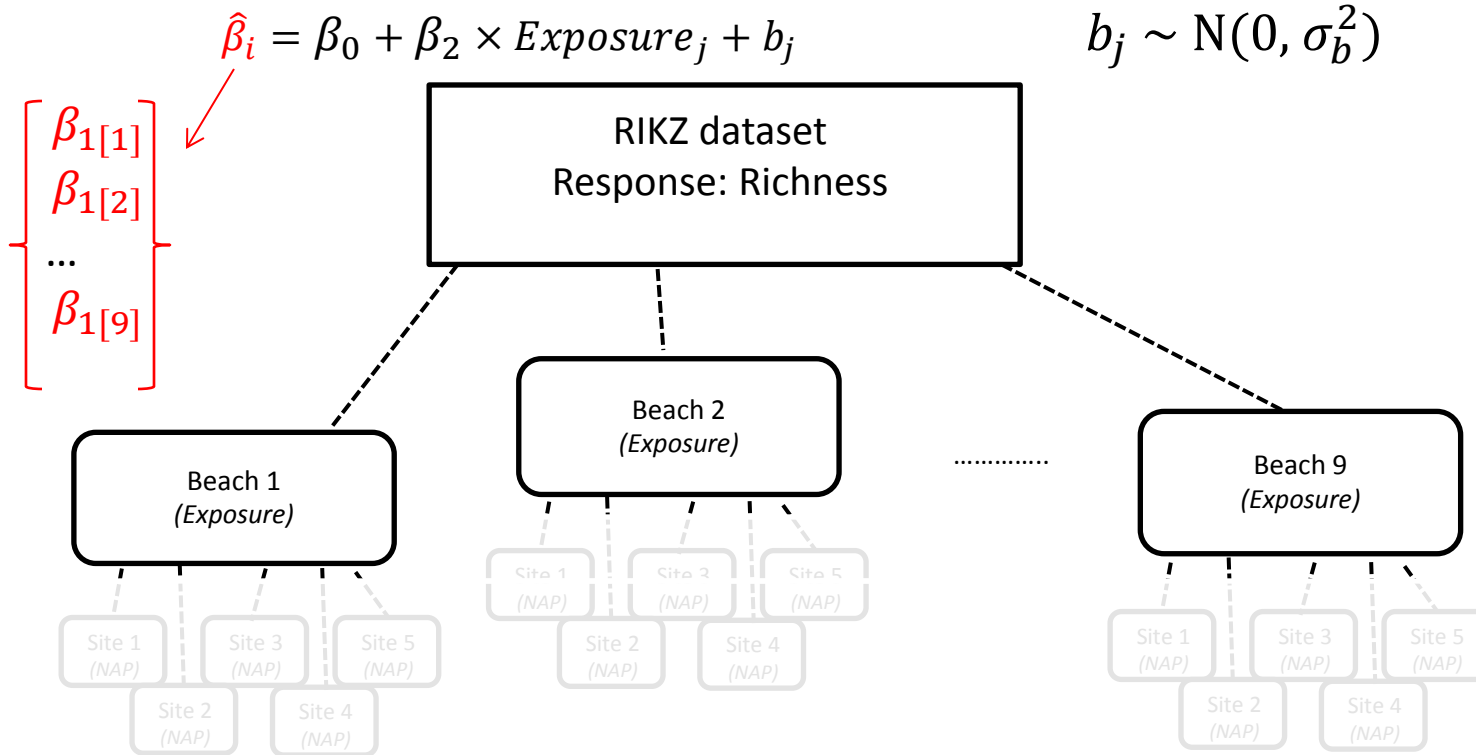 β̂ᵢ = β₀ + β₂ × Exposureⱼ + bⱼ
bⱼ ~ N(0, σ_b²)
β₁[1]
β₁[2]
...
β₁[9]
RIKZ dataset
Response: Richness
Beach 1
(Exposure)
Beach 2
(Exposure)
…………..
Beach 9
(Exposure)
Site 1
(NAP)
Site 2
(NAP)
Site 3
(NAP)
Site 4
(NAP)
Site 5
(NAP)
Site 1
(NAP)
Site 2
(NAP)
Site 3
(NAP)
Site 4
(NAP)
Site 5
(NAP)
Site 1
(NAP)
Site 2
(NAP)
Site 3
(NAP)
Site 4
(NAP)
Site 5
(NAP)